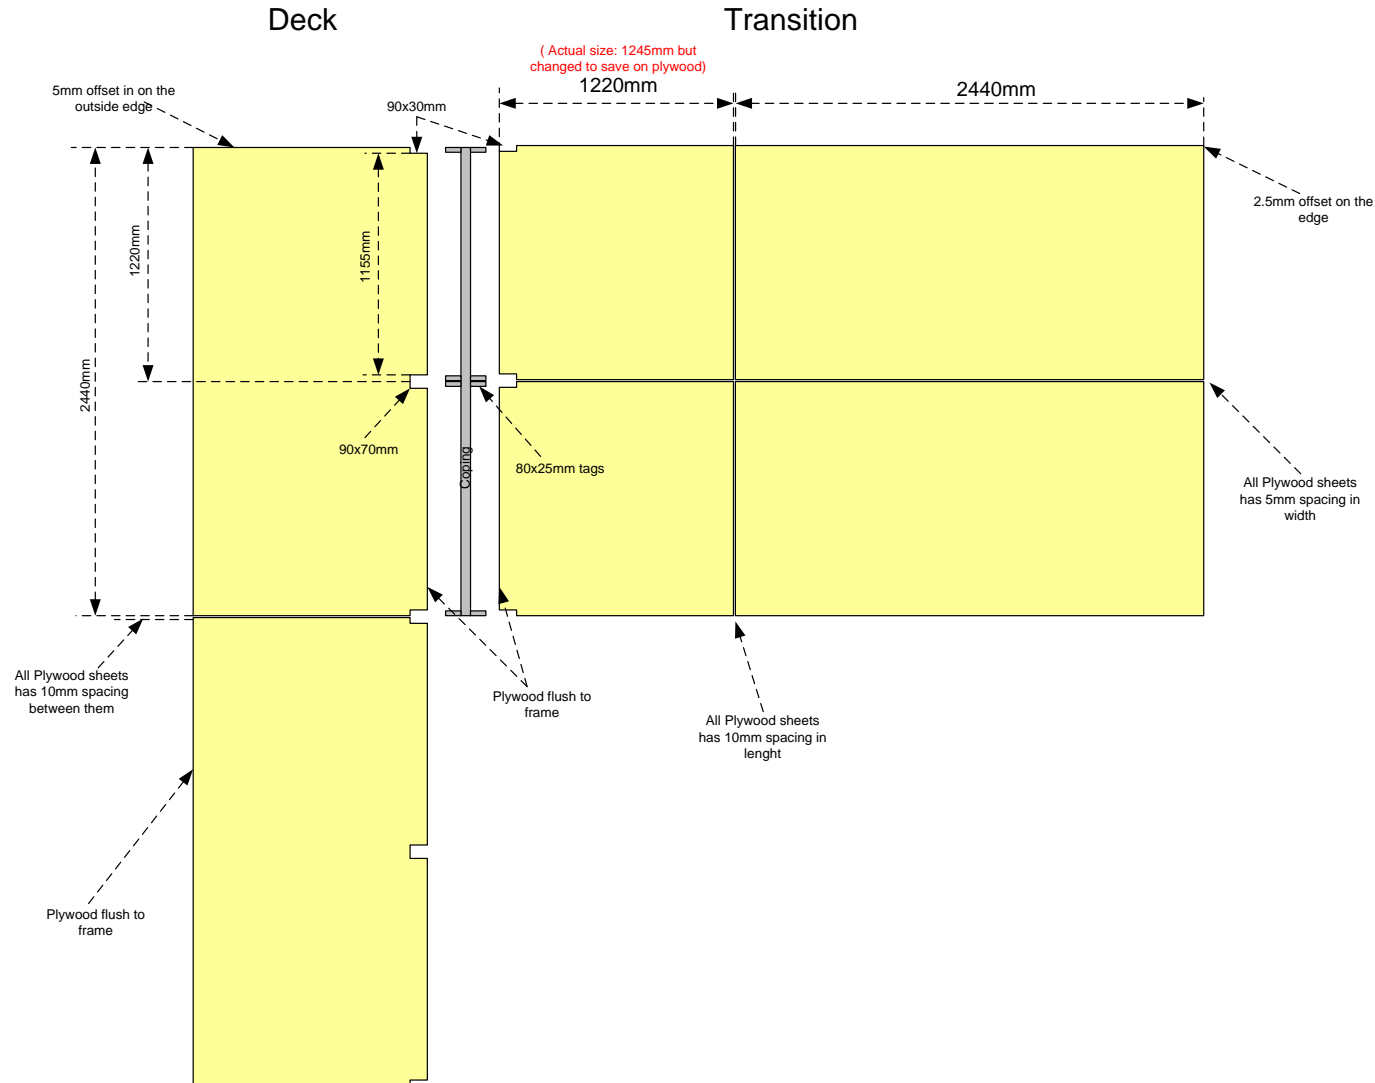 Deck
Transition
( Actual size: 1245mm but
changed to save on plywood)
1220mm
2440mm
5mm offset in on the
outside edge
90x30mm
2.5mm offset on the
edge
1220mm
1155mm
2440mm
90x70mm
Coping
80x25mm tags
All Plywood sheets
has 5mm spacing in
width
All Plywood sheets
has 10mm spacing
between them
Plywood flush to
frame
All Plywood sheets
has 10mm spacing in
lenght
Plywood flush to
frame